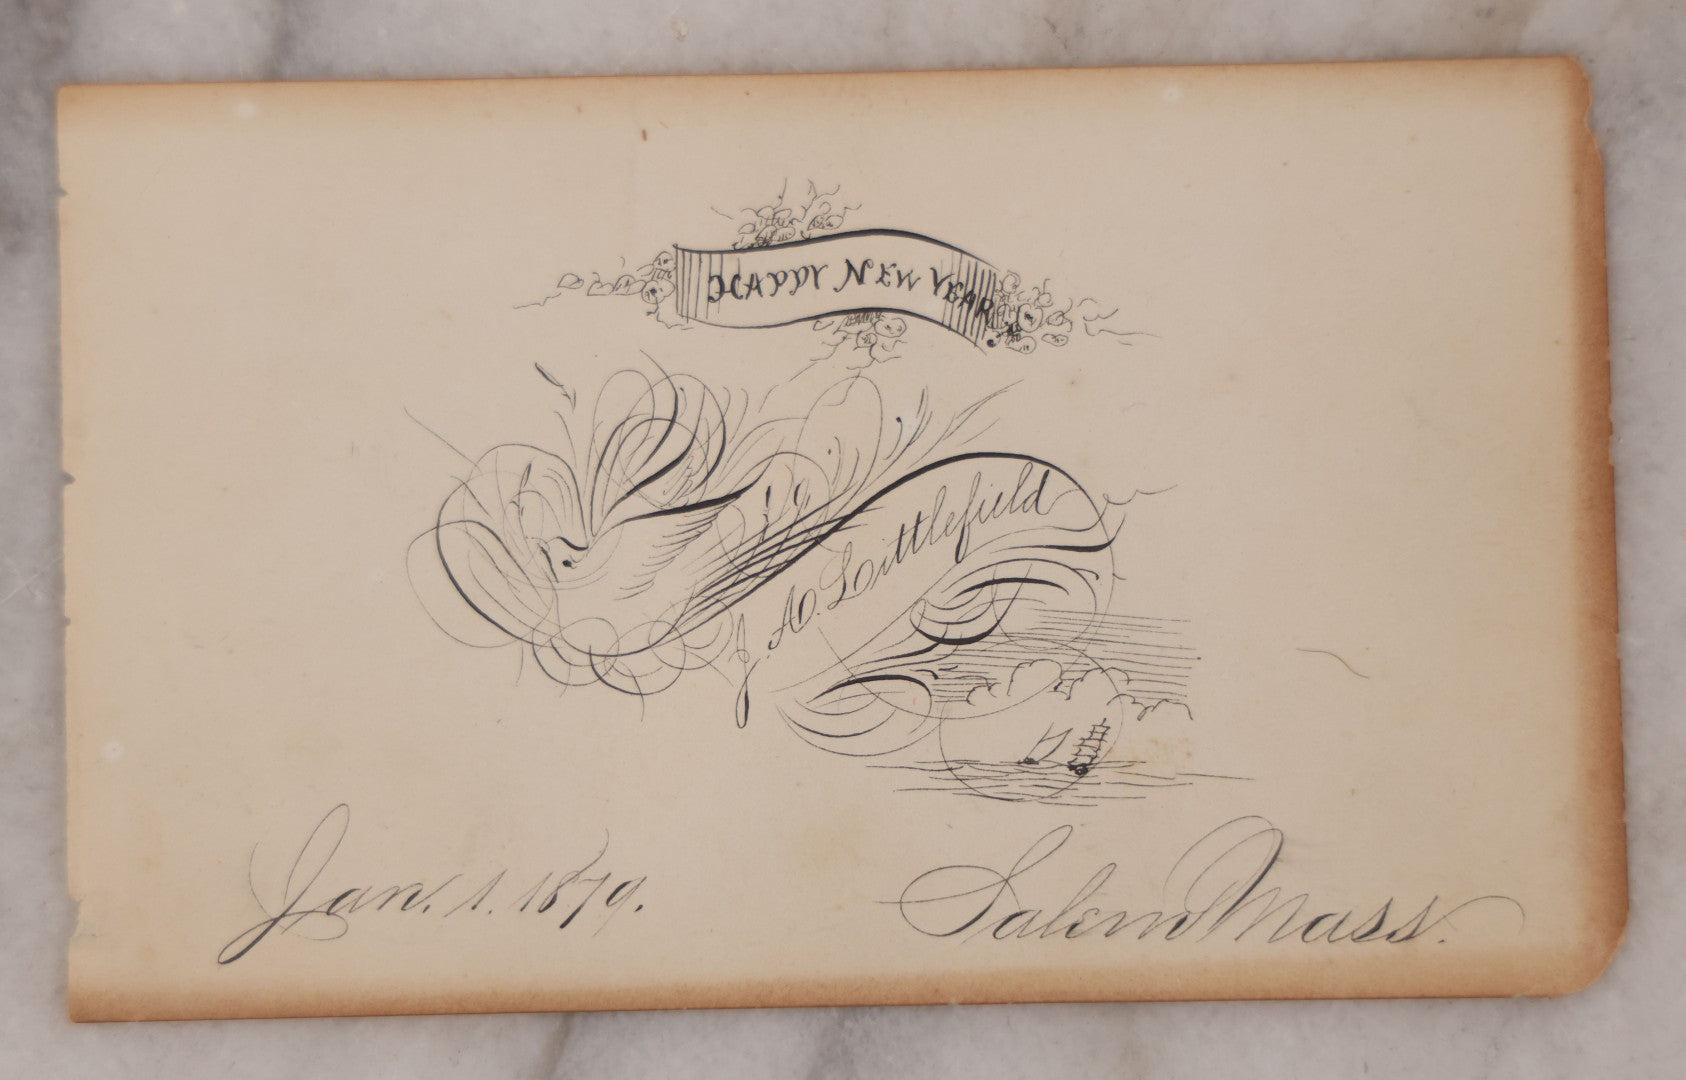 HAPPY NEW YEAR
J. A. Littlefield
Jan. 1. 1879.
Salem Mass.